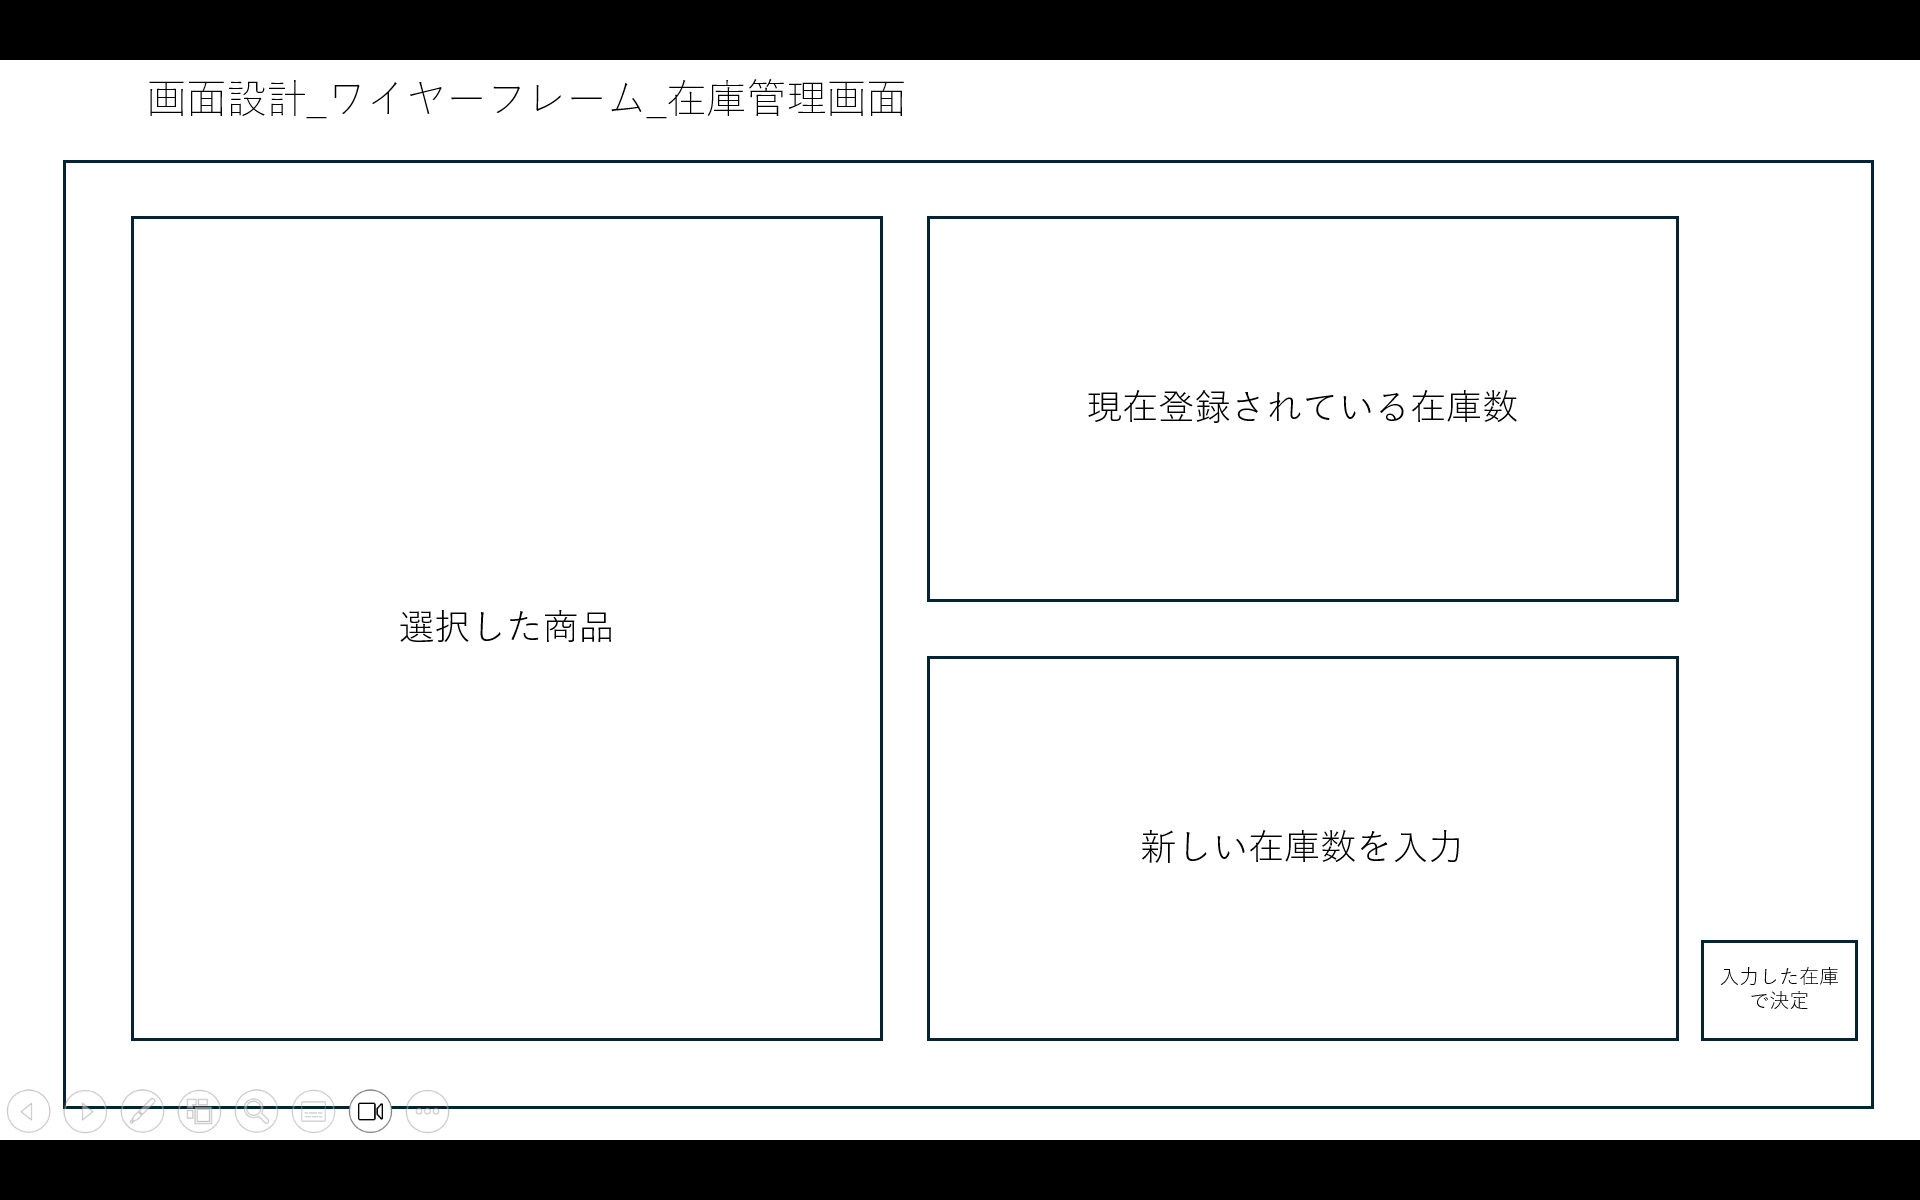 画面設計_ワイヤーフレーム_在庫管理画面
選択した商品
現在登録されている在庫数
新しい在庫数を入力
入力した在庫
で決定